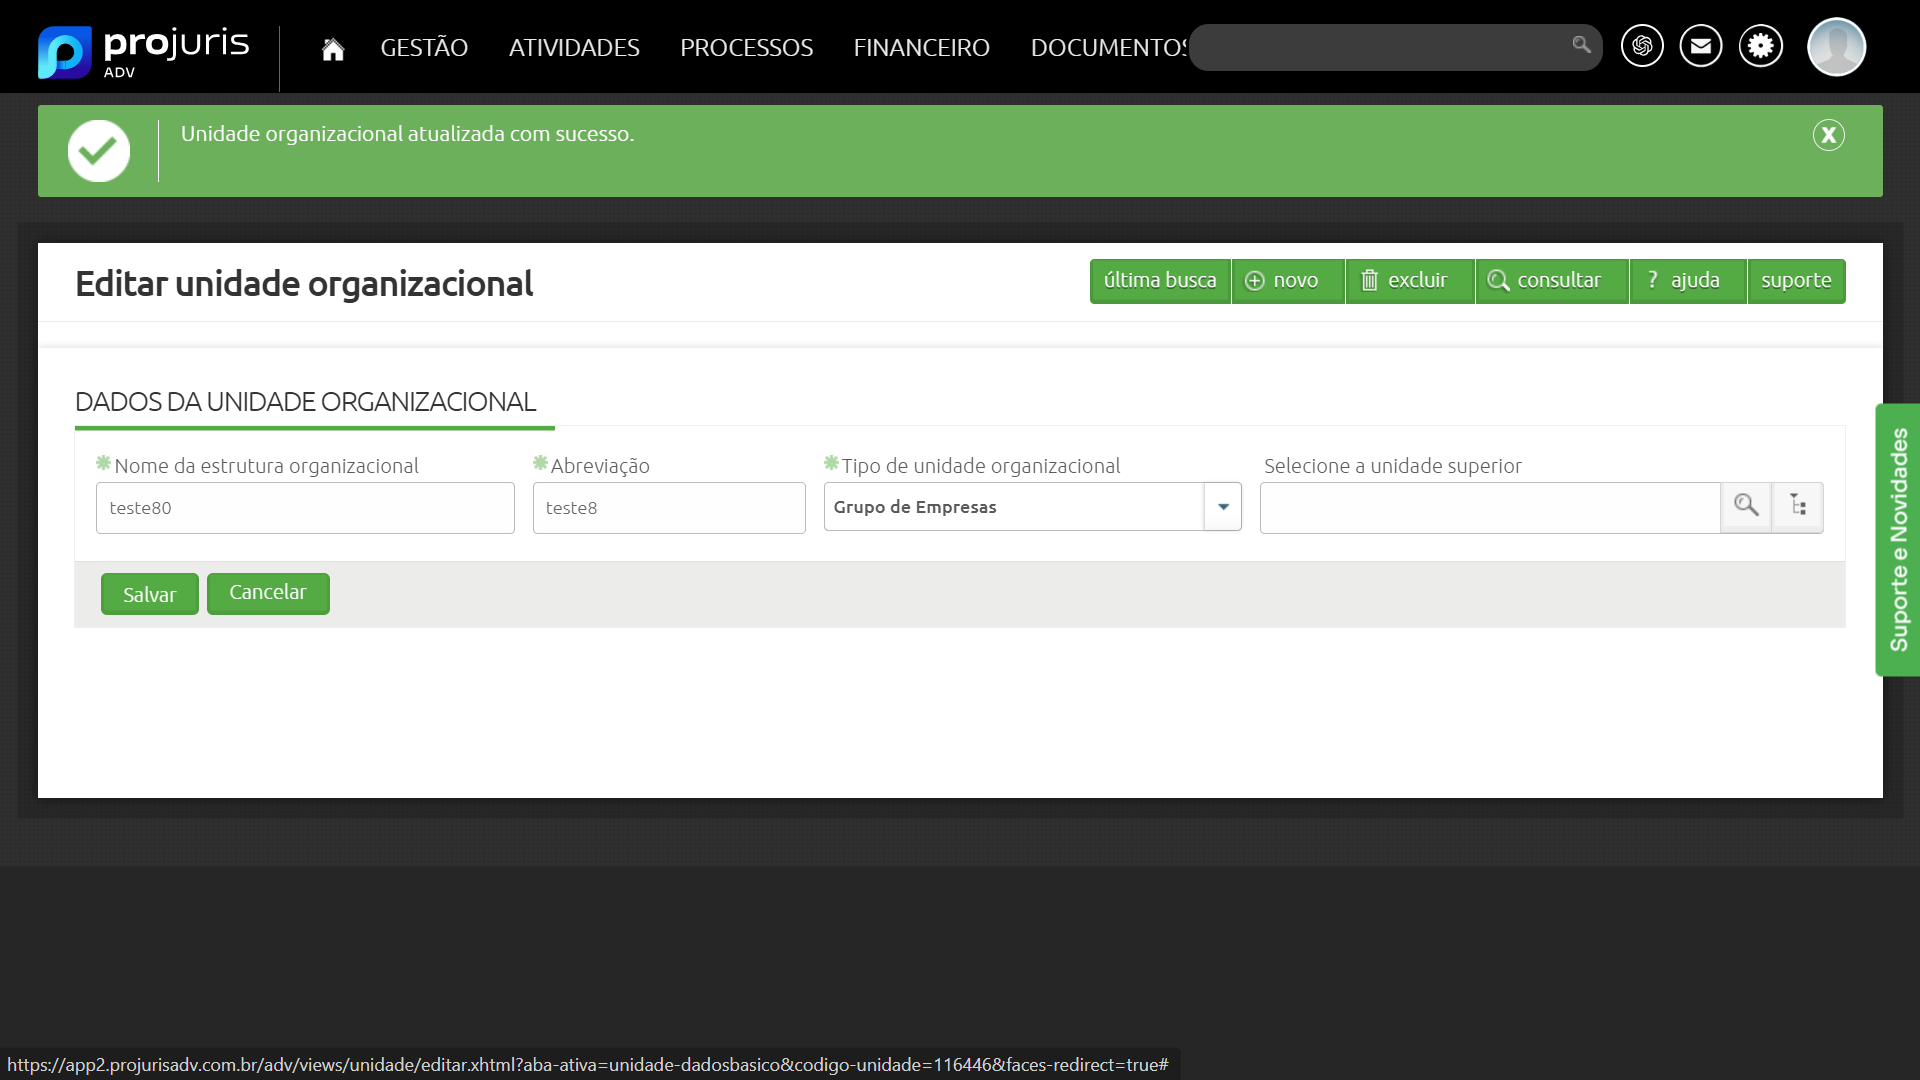 projuris
ADV
GESTÃO ATIVIDADES PROCESSOS FINANCEIRO DOCUMENTOS
Unidade organizacional atualizada com sucesso.
X
Editar unidade organizacional
última busca novo excluir consultar ? ajuda suporte
DADOS DA UNIDADE ORGANIZACIONAL
Nome da estrutura organizacional Abreviação Tipo de unidade organizacional Selecione a unidade superior
teste80 teste8 Grupo de Empresas
Salvar Cancelar
Suporte e Novidades
https://app2.projurisadv.com.br/adv/views/unidade/editar.xhtml?aba-ativa=unidade-dadosbasico&codigo-unidade=116446&faces-redirect=true#